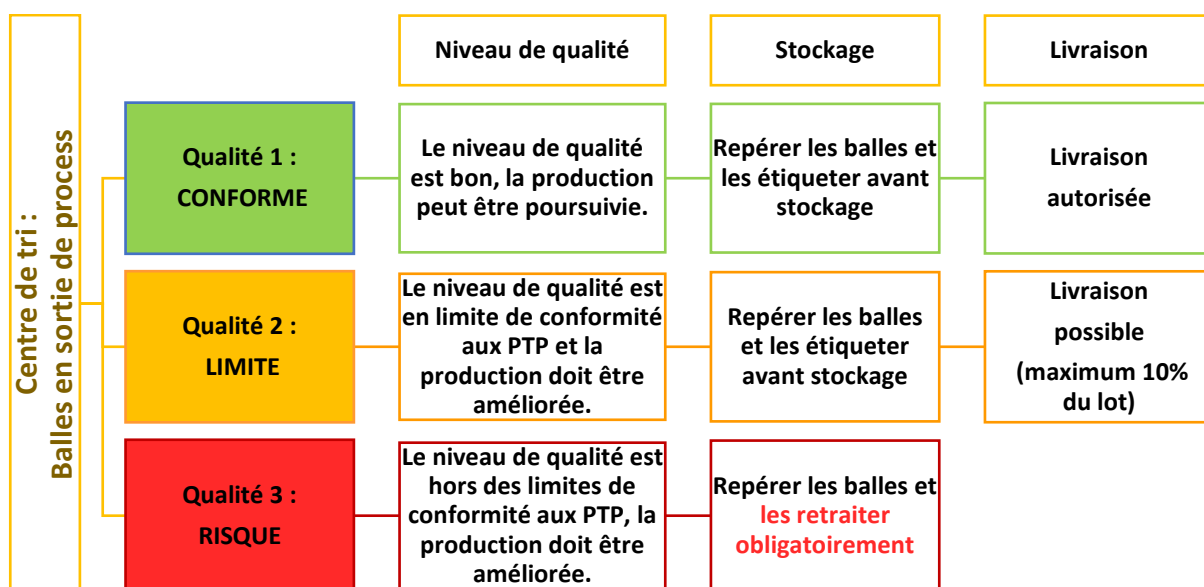 Centre de tri :
Balles en sortie de process
Niveau de qualité
Stockage
Livraison
Qualité 1 :
CONFORME
Le niveau de qualité
est bon, la production
peut être poursuivie.
Repérer les balles et
les étiqueter avant
stockage
Livraison
autorisée
Qualité 2 :
LIMITE
Le niveau de qualité est
en limite de conformité
aux PTP et la
production doit être
améliorée.
Repérer les balles
et les étiqueter
avant stockage
Livraison
possible
(maximum 10%
du lot)
Qualité 3 :
RISQUE
Le niveau de qualité est
hors des limites de
conformité aux PTP, la
production doit être
améliorée.
Repérer les balles et
les retraiter
obligatoirement